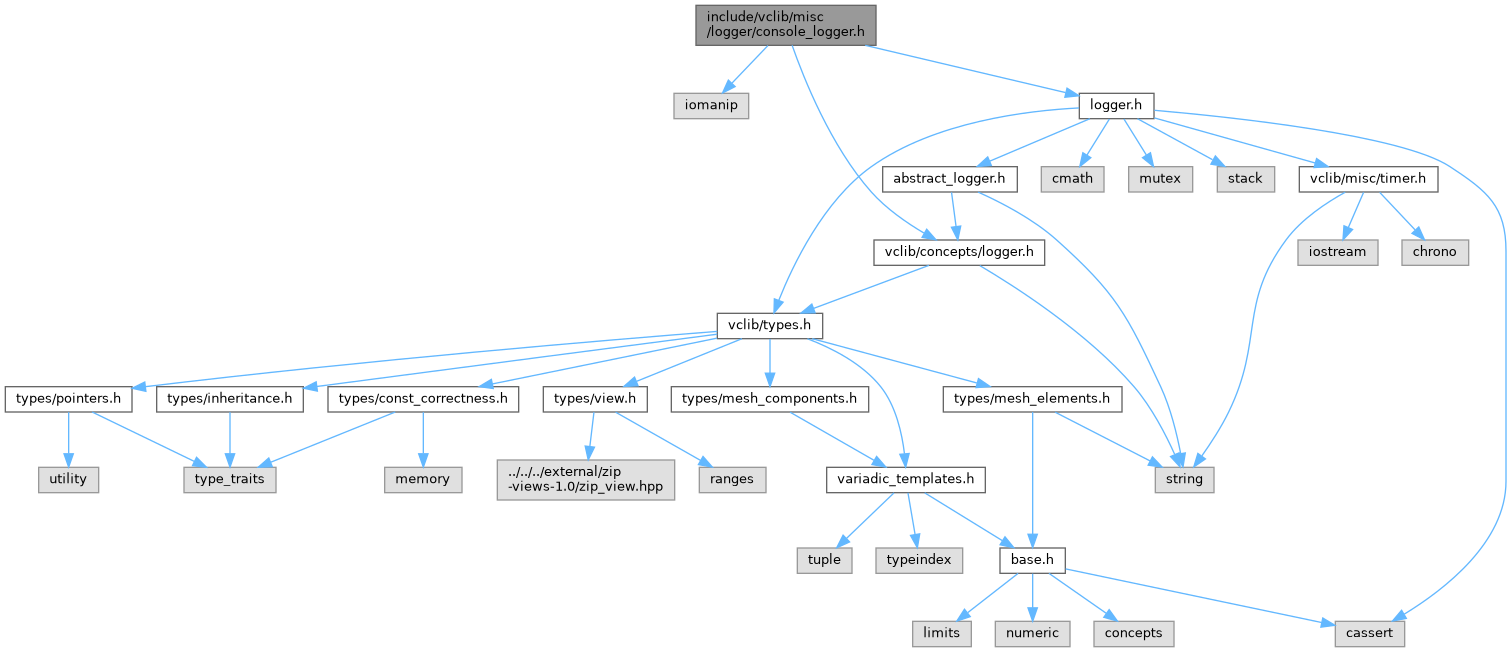 include/vclib/misc
/logger/console_logger.h
iomanip
logger.h
abstract_logger.h
cmath
mutex
stack
vclib/misc/timer.h
vclib/concepts/logger.h
iostream
chrono
vclib/types.h
types/pointers.h
types/inheritance.h
types/const_correctness.h
types/view.h
types/mesh_components.h
types/mesh_elements.h
utility
type_traits
memory
../../../external/zip
-views-1.0/zip_view.hpp
ranges
variadic_templates.h
string
tuple
typeindex
base.h
limits
numeric
concepts
cassert